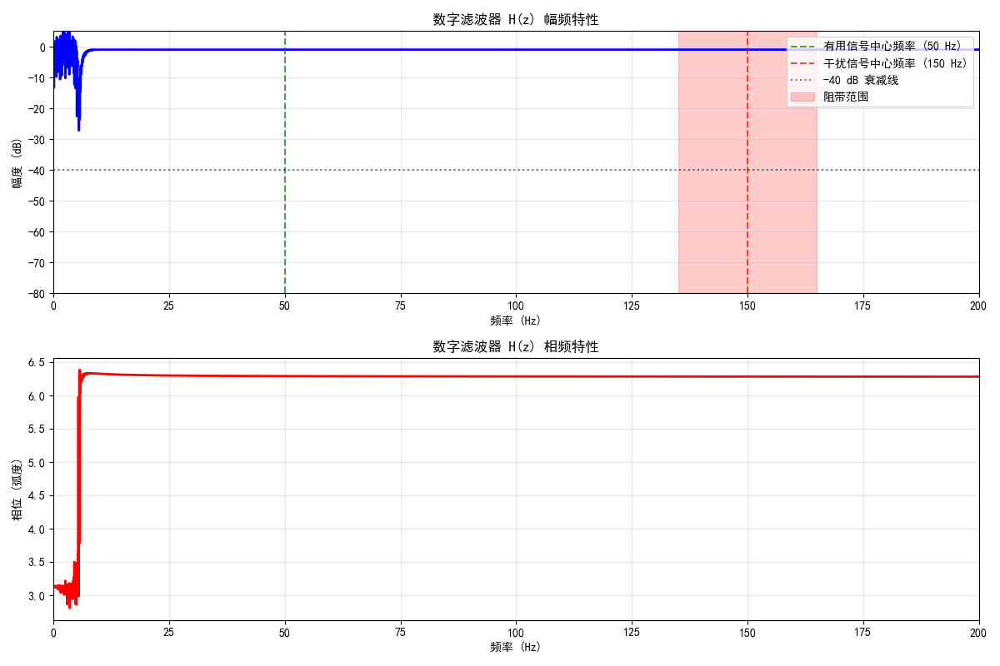 数字滤波器 H(z) 幅频特性
幅度 (dB)
0
−10
−20
−30
−40
−50
−60
−70
−80
有用信号中心频率 (50 Hz)
干扰信号中心频率 (150 Hz)
−40 dB 衰减线
阻带范围
0 25 50 75 100 125 150 175 200
频率 (Hz)
数字滤波器 H(z) 相频特性
相位 (弧度)
6.5
6.0
5.5
5.0
4.5
4.0
3.5
3.0
0 25 50 75 100 125 150 175 200
频率 (Hz)